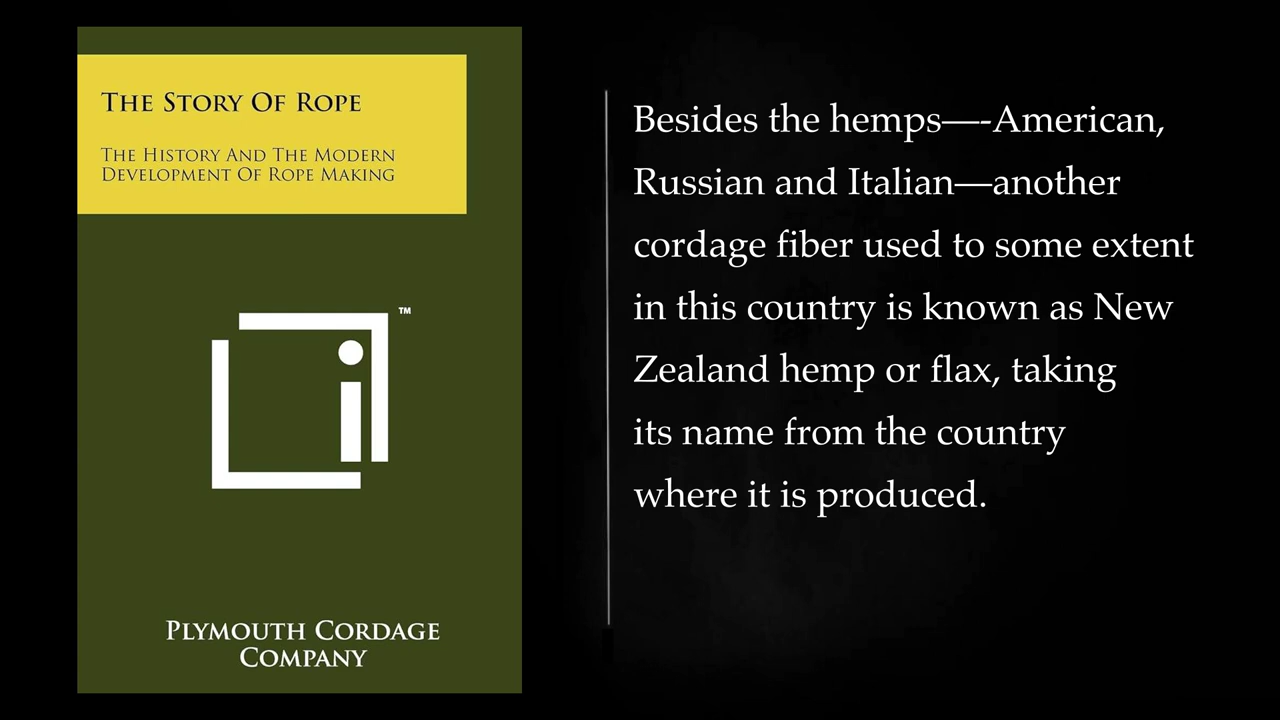 THE STORY OF ROPE
THE HISTORY AND THE MODERN
DEVELOPMENT OF ROPE MAKING
i
™
PLYMOUTH CORDAGE
COMPANY
Besides the hemps—-American,
Russian and Italian—another
cordage fiber used to some extent
in this country is known as New
Zealand hemp or flax, taking
its name from the country
where it is produced.